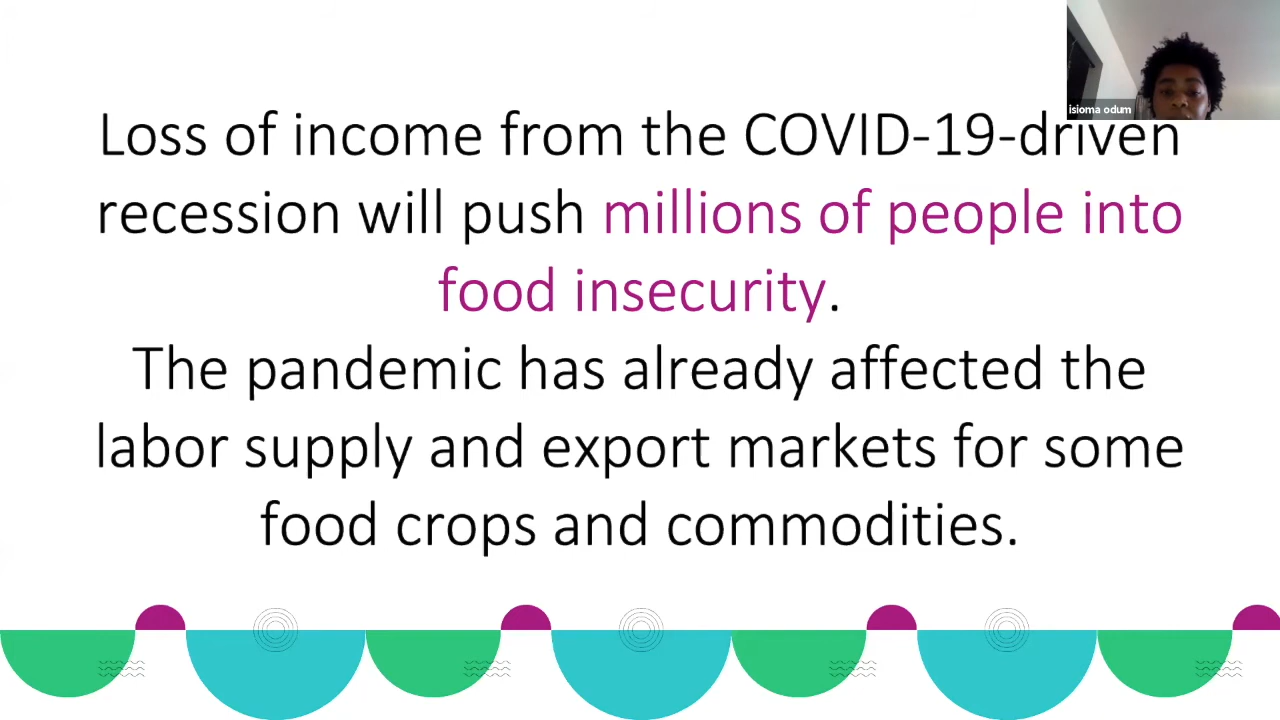 isioma odum
Loss of income from the COVID-19-driven
recession will push millions of people into
food insecurity.
The pandemic has already affected the
labor supply and export markets for some
food crops and commodities.